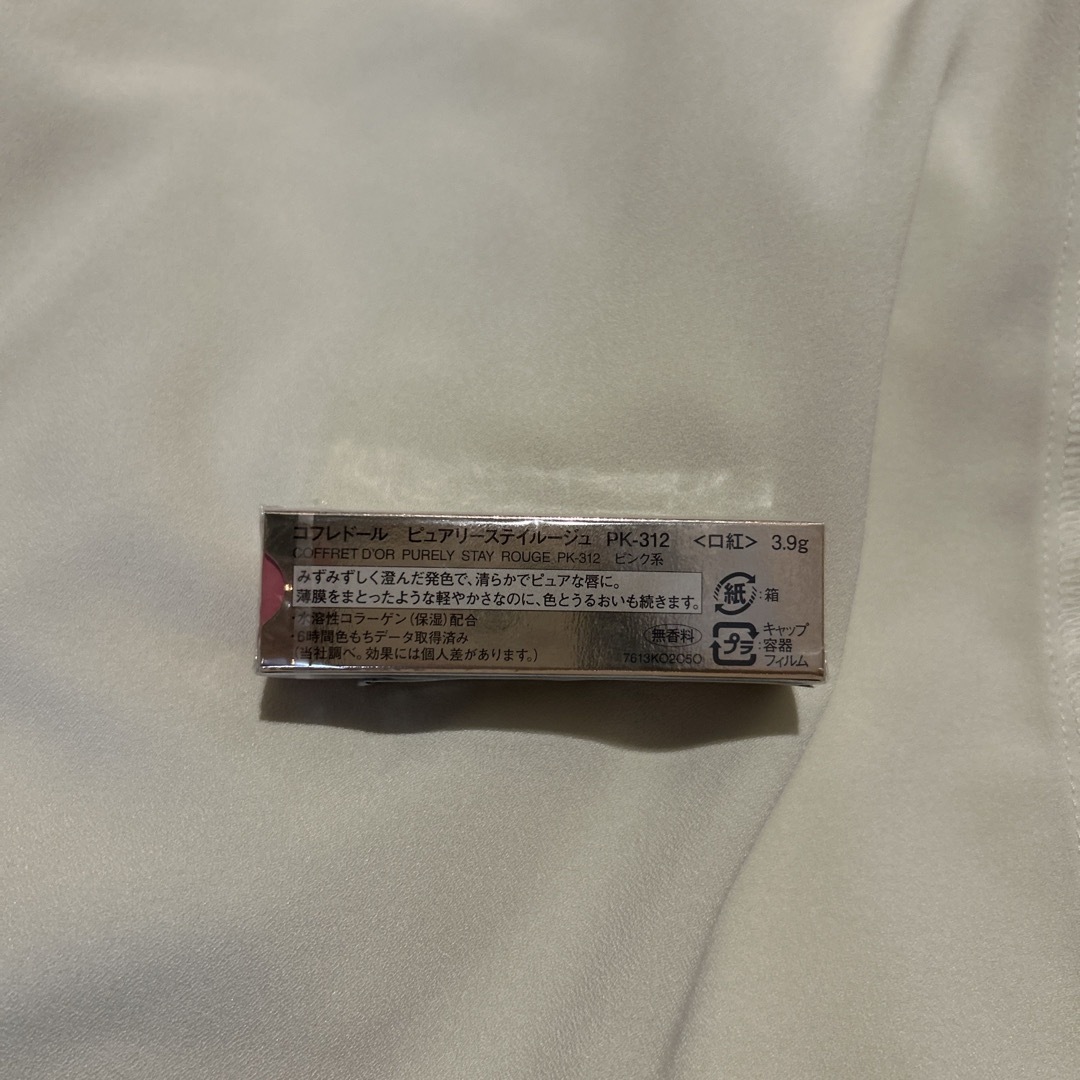 コフレドール ピュアリーステイルージュ PK-312 <口紅> 3.9g
COFFRET D'OR PURELY STAY ROUGE PK-312 ピンク系
みずみずしく澄んだ発色で、清らかでピュアな唇に。
薄膜をまとったような軽やかさなのに、色とうるおいも続きます。
・水溶性コラーゲン(保湿)配合
・6時間色もちデータ取得済み
(当社調べ。効果には個人差があります。)
無香料
7613KO2O5O
紙:箱
プラ:キャップ
容器
フィルム